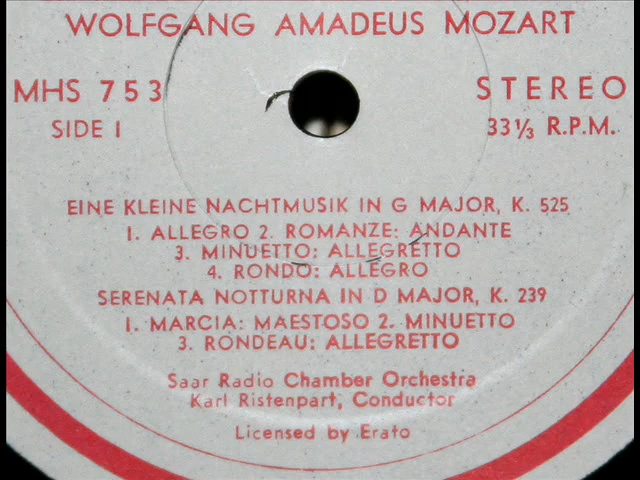 WOLFGANG AMADEUS MOZART
MHS 753 STEREO
SIDE 1 33⅓ R.P.M.
EINE KLEINE NACHTMUSIK IN G MAJOR, K. 525
1. ALLEGRO 2. ROMANZE: ANDANTE
3. MINUETTO: ALLEGRETTO
4. RONDO: ALLEGRO
SERENATA NOTTURNA IN D MAJOR, K. 239
1. MARCIA: MAESTOSO 2. MINUETTO
3. RONDEAU: ALLEGRETTO
Saar Radio Chamber Orchestra
Karl Ristenpart, Conductor
Licensed by Erato